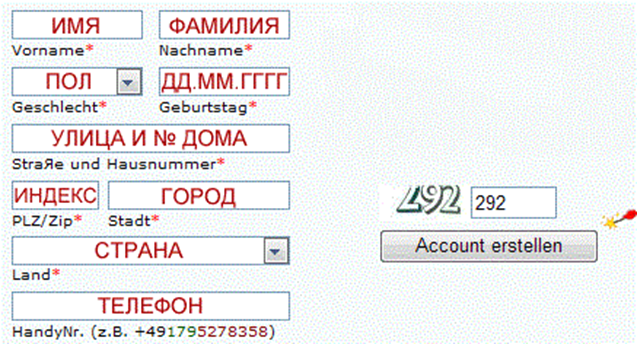 ИМЯ ФАМИЛИЯ
Vorname* Nachname*
ПОЛ ДД.ММ.ГГГГ
Geschlecht* Geburtstag*
УЛИЦА И № ДОМА
StraЯe und Hausnummer*
ИНДЕКС ГОРОД
PLZ/Zip* Stadt*
СТРАНА
Land*
ТЕЛЕФОН
HandyNr. (z.B. +491795278358)
292 292
Account erstellen